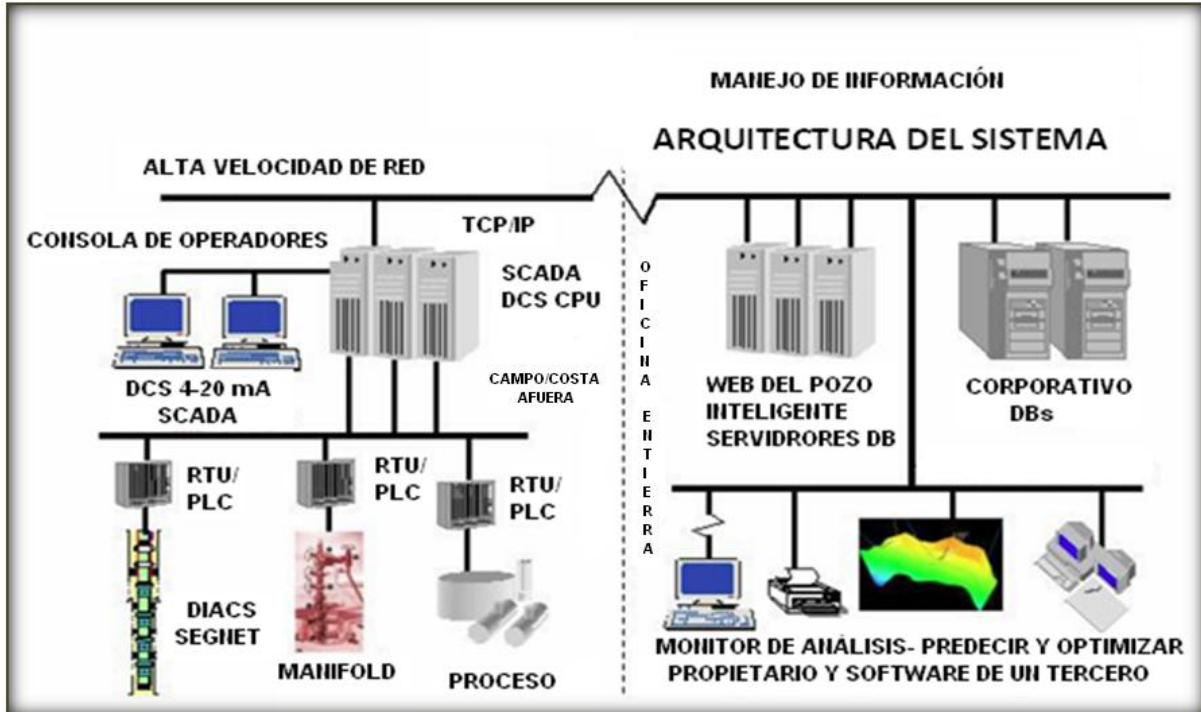 MANEJO DE INFORMACIÓN
ARQUITECTURA DEL SISTEMA
ALTA VELOCIDAD DE RED
TCP/IP
CONSOLA DE OPERADORES
SCADA
DCS CPU
CAMPO/COSTA
AFUERA
DCS 4-20 mA
SCADA
RTU/
PLC
RTU/
PLC
RTU/
PLC
DIACS
SEGNET
MANIFOLD
PROCESO
OFICINA ENTIERRA
WEB DEL POZO
INTELIGENTE
SERVIDRORES DB
CORPORATIVO
DBs
MONITOR DE ANÁLISIS- PREDECIR Y OPTIMIZAR
PROPIETARIO Y SOFTWARE DE UN TERCERO